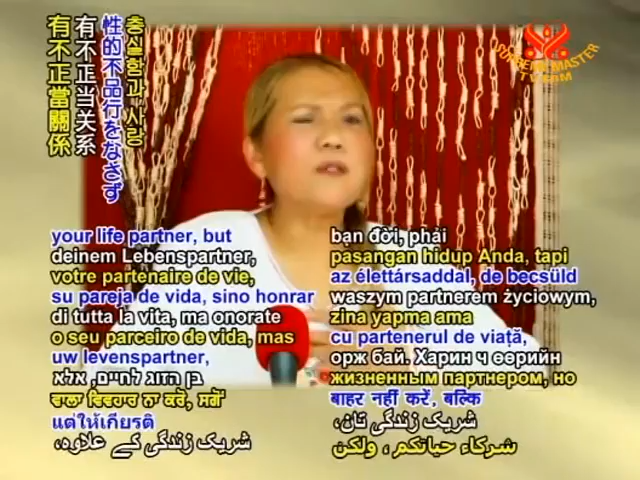 충실함과 사랑
性的不品行をなさず
有不正当关系
有不正當關係
SUPREME MASTER
TV.COM
your life partner, but
deinem Lebenspartner,
votre partenaire de vie,
su pareja de vida, sino honrar
di tutta la vita, ma onorate
o seu parceiro de vida, mas
uw levenspartner,
בן הזוג לחיים, אלא
ਵਾਲਾ ਵਿਵਹਾਰ ਨਾ ਕਰੋ, ਸਗੋਂ
แต่ให้เกียรติ
شریک زندگی کے علاوہ،
bạn đời, phải
pasangan hidup Anda, tapi
az élettársaddal, de becsüld
waszym partnerem życiowym,
zina yapma ama
cu partenerul de viaţă,
орж бай. Харин ч өөрийн
жизненным партнером, но
बाहर नहीं करें, बल्कि
شریک زندگی تان،
شركاء حياتكم ، ولكن